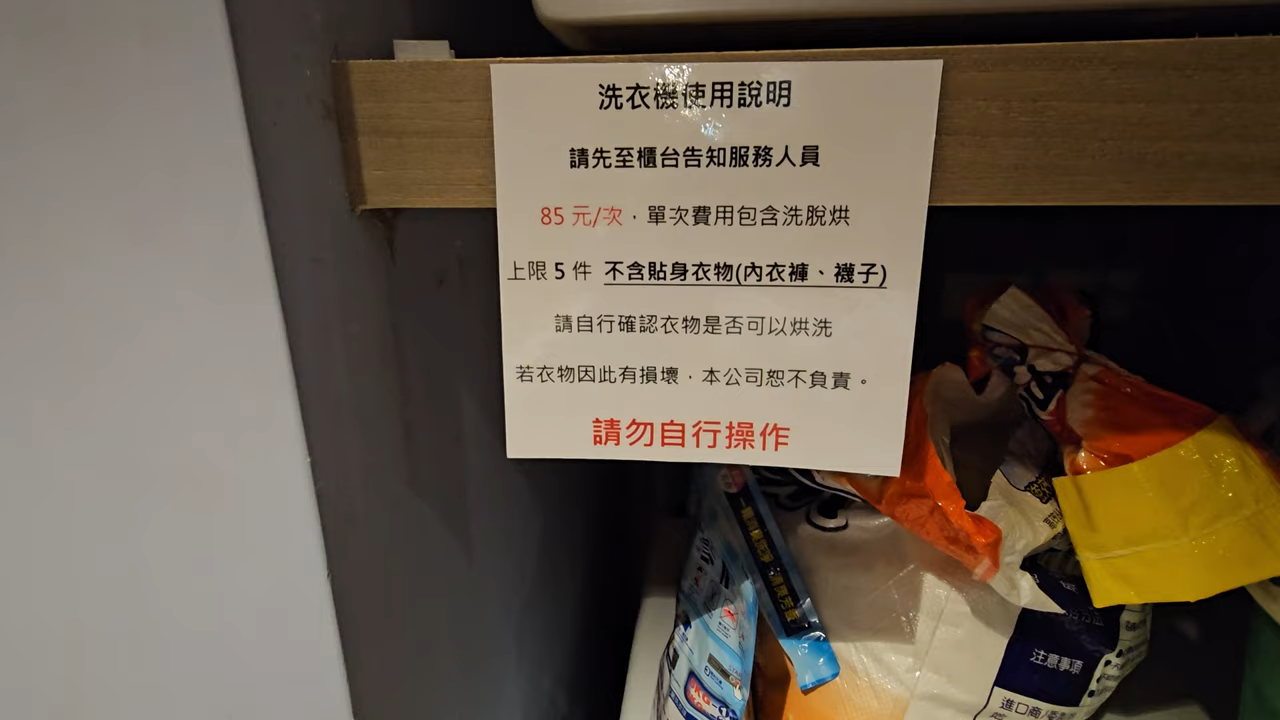 洗衣機使用說明
請先至櫃台告知服務人員
85 元/次，單次費用包含洗脫烘
上限 5 件 不含貼身衣物(內衣褲、襪子)
請自行確認衣物是否可以烘洗
若衣物因此有損壞，本公司恕不負責。
請勿自行操作
注意事項
進口商